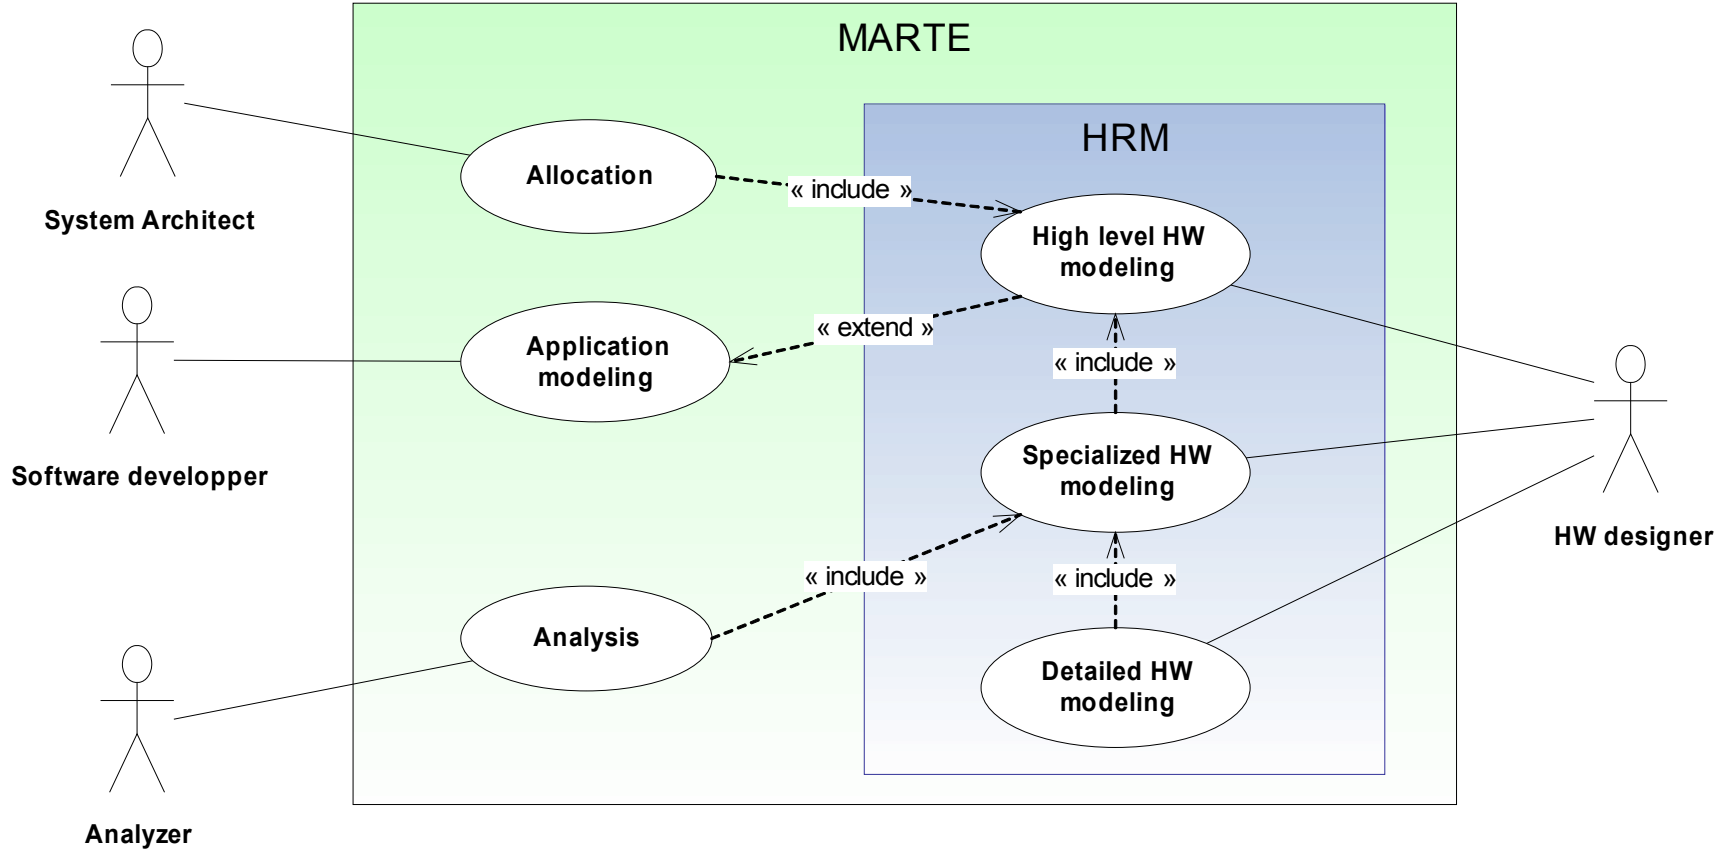 MARTE
HRM
Allocation
« include »
High level HW
modeling
System Architect
« extend »
Application
modeling
« include »
Software developper
Specialized HW
modeling
HW designer
« include »
« include »
Analysis
Detailed HW
modeling
Analyzer